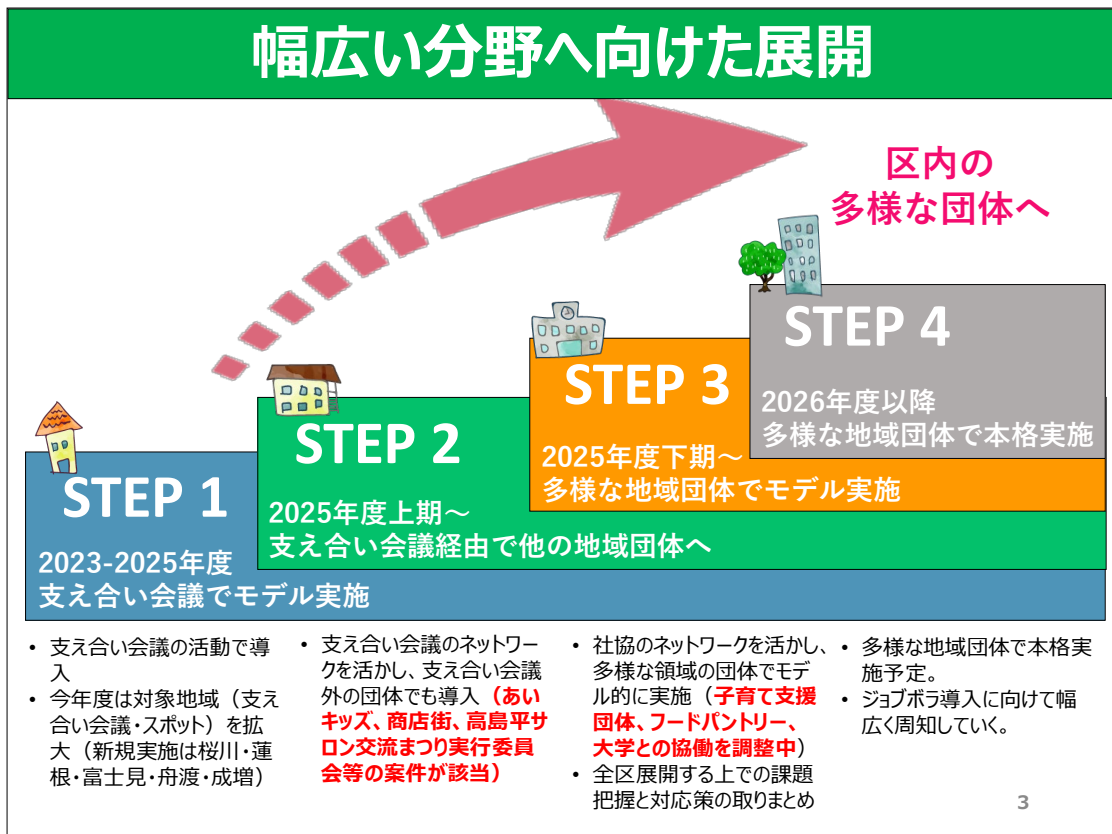 幅広い分野へ向けた展開
区内の
多様な団体へ
STEP 1
2023-2025年度
支え合い会議でモデル実施
STEP 2
2025年度上期～
支え合い会議経由で他の地域団体へ
STEP 3
2025年度下期～
多様な地域団体でモデル実施
STEP 4
2026年度以降
多様な地域団体で本格実施
• 支え合い会議の活動で導
入
• 今年度は対象地域（支え
合い会議・スポット）を拡
大（新規実施は桜川・蓮
根・富士見・舟渡・成増）
• 支え合い会議のネットワー
クを活かし、支え合い会議
外の団体でも導入（あい
キッズ、商店街、高島平サ
ロン交流まつり実行委員
会等の案件が該当）
• 社協のネットワークを活かし、
多様な領域の団体でモデ
ル的に実施（子育て支援
団体、フードパントリー、
大学との協働を調整中）
• 全区展開する上での課題
把握と対応策の取りまとめ
• 多様な地域団体で本格実
施予定。
• ジョブボラ導入に向けて幅
広く周知していく。
3